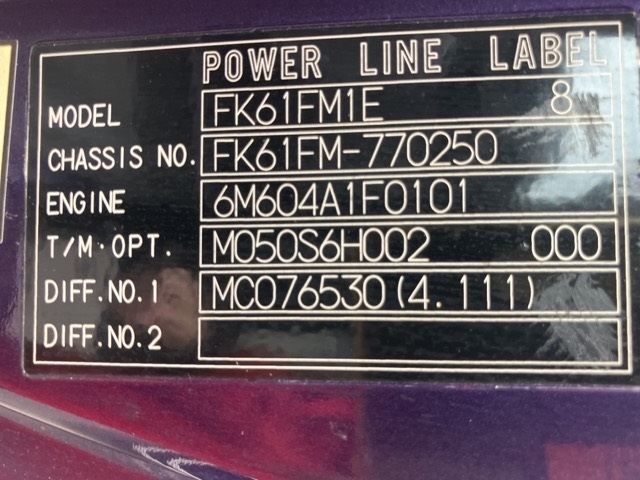 POWER LINE LABEL
MODEL FK61FM1E 8
CHASSIS NO. FK61FM-770250
ENGINE 6M604A1F0101
T/M·OPT. M050S6H002 000
DIFF.NO.1 MC076530(4.111)
DIFF.NO.2